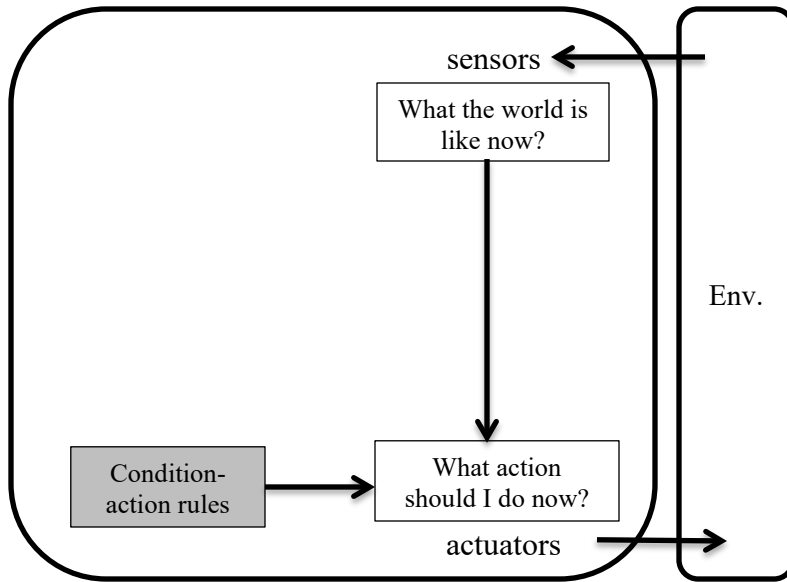 sensors
What the world is
like now?
Env.
Condition-
action rules
What action
should I do now?
actuators